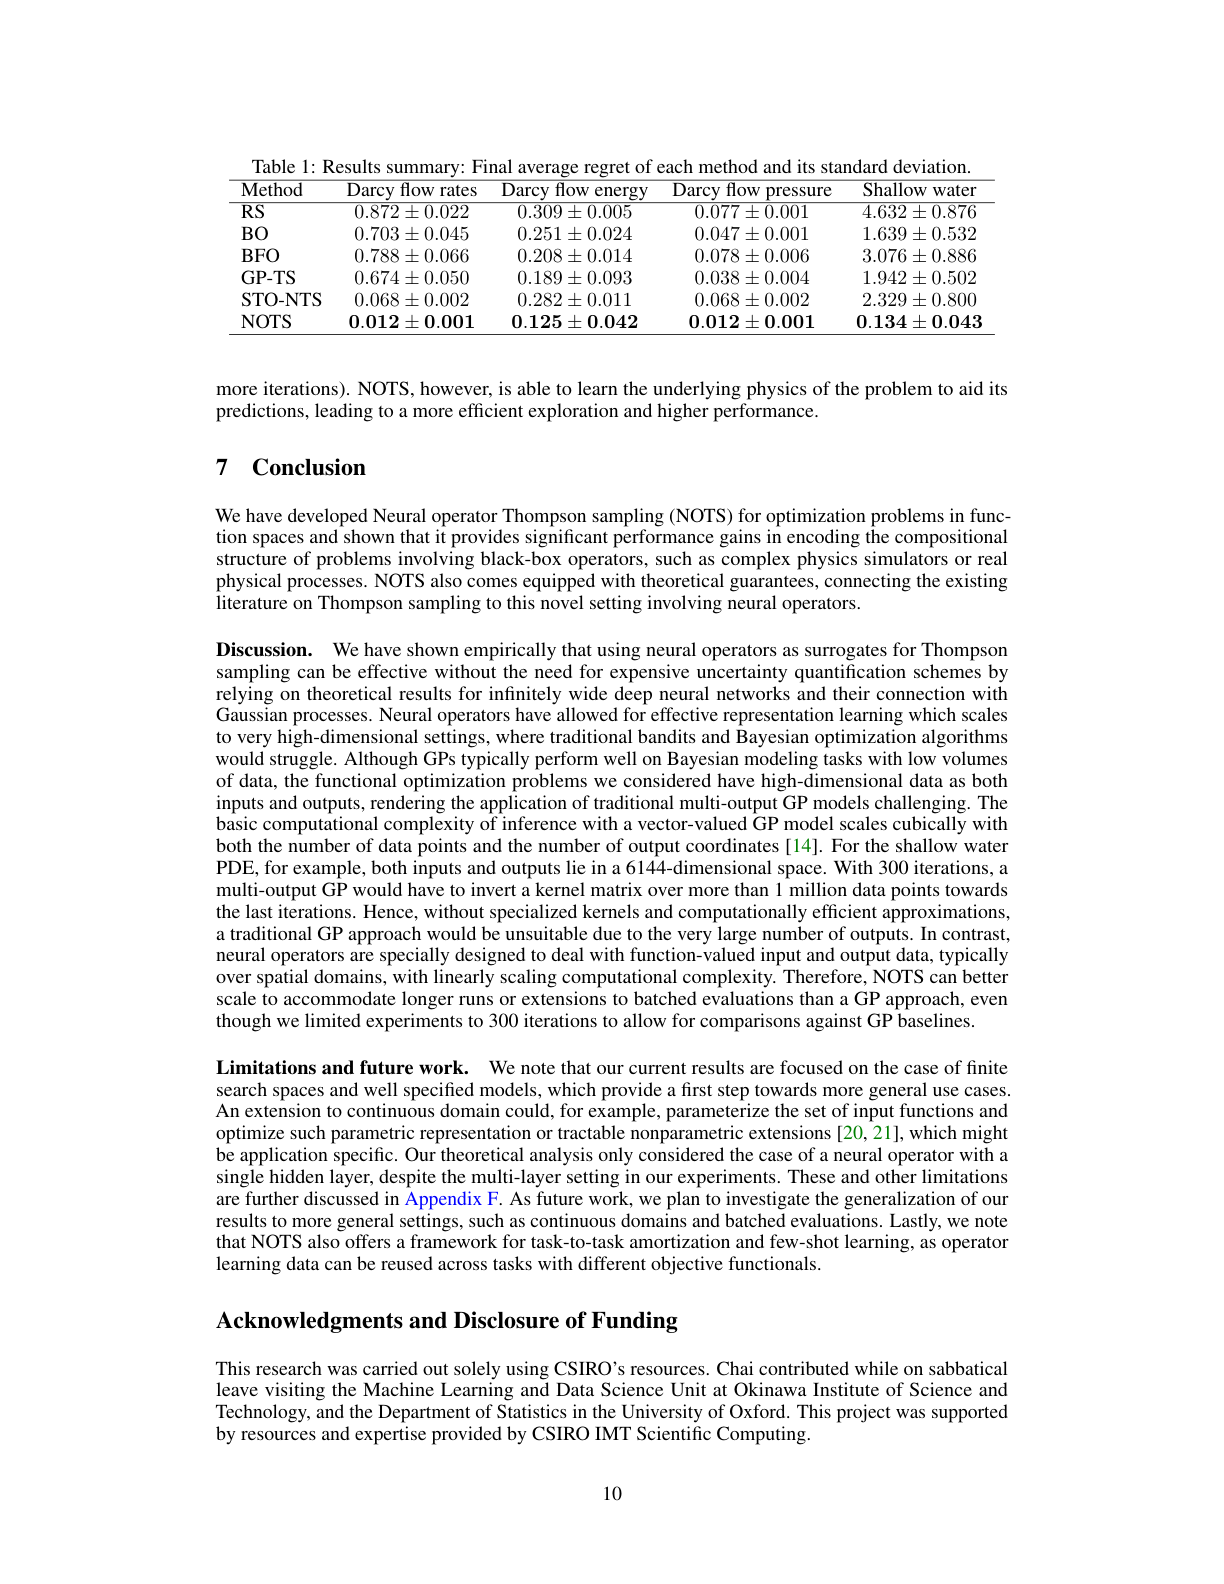 Table 1: Results summary: Final average regret of each method and its standard deviation.
Method Darcy flow rates Darcy flow energy Darcy flow pressure Shallow water
RS 0.872 ± 0.022 0.309 ± 0.005 0.077 ± 0.001 4.632 ± 0.876
BO 0.703 ± 0.045 0.251 ± 0.024 0.047 ± 0.001 1.639 ± 0.532
BFO 0.788 ± 0.066 0.208 ± 0.014 0.078 ± 0.006 3.076 ± 0.886
GP-TS 0.674 ± 0.050 0.189 ± 0.093 0.038 ± 0.004 1.942 ± 0.502
STO-NTS 0.068 ± 0.002 0.282 ± 0.011 0.068 ± 0.002 2.329 ± 0.800
NOTS 0.012 ± 0.001 0.125 ± 0.042 0.012 ± 0.001 0.134 ± 0.043
more iterations). NOTS, however, is able to learn the underlying physics of the problem to aid its
predictions, leading to a more efficient exploration and higher performance.
7 Conclusion
We have developed Neural operator Thompson sampling (NOTS) for optimization problems in func-
tion spaces and shown that it provides significant performance gains in encoding the compositional
structure of problems involving black-box operators, such as complex physics simulators or real
physical processes. NOTS also comes equipped with theoretical guarantees, connecting the existing
literature on Thompson sampling to this novel setting involving neural operators.
Discussion. We have shown empirically that using neural operators as surrogates for Thompson
sampling can be effective without the need for expensive uncertainty quantification schemes by
relying on theoretical results for infinitely wide deep neural networks and their connection with
Gaussian processes. Neural operators have allowed for effective representation learning which scales
to very high-dimensional settings, where traditional bandits and Bayesian optimization algorithms
would struggle. Although GPs typically perform well on Bayesian modeling tasks with low volumes
of data, the functional optimization problems we considered have high-dimensional data as both
inputs and outputs, rendering the application of traditional multi-output GP models challenging. The
basic computational complexity of inference with a vector-valued GP model scales cubically with
both the number of data points and the number of output coordinates [14]. For the shallow water
PDE, for example, both inputs and outputs lie in a 6144-dimensional space. With 300 iterations, a
multi-output GP would have to invert a kernel matrix over more than 1 million data points towards
the last iterations. Hence, without specialized kernels and computationally efficient approximations,
a traditional GP approach would be unsuitable due to the very large number of outputs. In contrast,
neural operators are specially designed to deal with function-valued input and output data, typically
over spatial domains, with linearly scaling computational complexity. Therefore, NOTS can better
scale to accommodate longer runs or extensions to batched evaluations than a GP approach, even
though we limited experiments to 300 iterations to allow for comparisons against GP baselines.
Limitations and future work. We note that our current results are focused on the case of finite
search spaces and well specified models, which provide a first step towards more general use cases.
An extension to continuous domain could, for example, parameterize the set of input functions and
optimize such parametric representation or tractable nonparametric extensions [20, 21], which might
be application specific. Our theoretical analysis only considered the case of a neural operator with a
single hidden layer, despite the multi-layer setting in our experiments. These and other limitations
are further discussed in Appendix F. As future work, we plan to investigate the generalization of our
results to more general settings, such as continuous domains and batched evaluations. Lastly, we note
that NOTS also offers a framework for task-to-task amortization and few-shot learning, as operator
learning data can be reused across tasks with different objective functionals.
Acknowledgments and Disclosure of Funding
This research was carried out solely using CSIRO's resources. Chai contributed while on sabbatical
leave visiting the Machine Learning and Data Science Unit at Okinawa Institute of Science and
Technology, and the Department of Statistics in the University of Oxford. This project was supported
by resources and expertise provided by CSIRO IMT Scientific Computing.
10